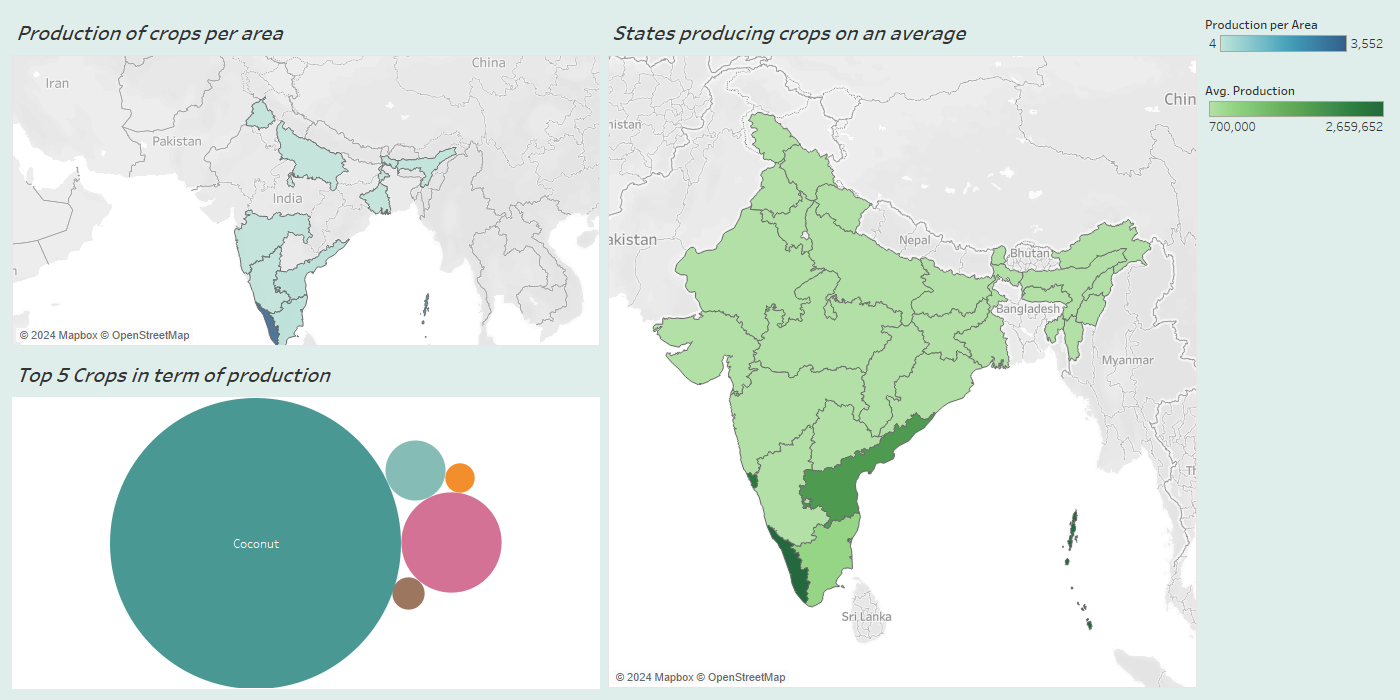 Production of crops per area
Iran
China
Pakistan
India
n
© 2024 Mapbox © OpenStreetMap
Top 5 Crops in term of production
Coconut
States producing crops on an average
Chin
nistan
akistan
Nepal
Bhutan
Bangladesh
Myanmar
Th
Sri Lanka
© 2024 Mapbox © OpenStreetMap
Production per Area
4 3,552
Avg. Production
700,000 2,659,652